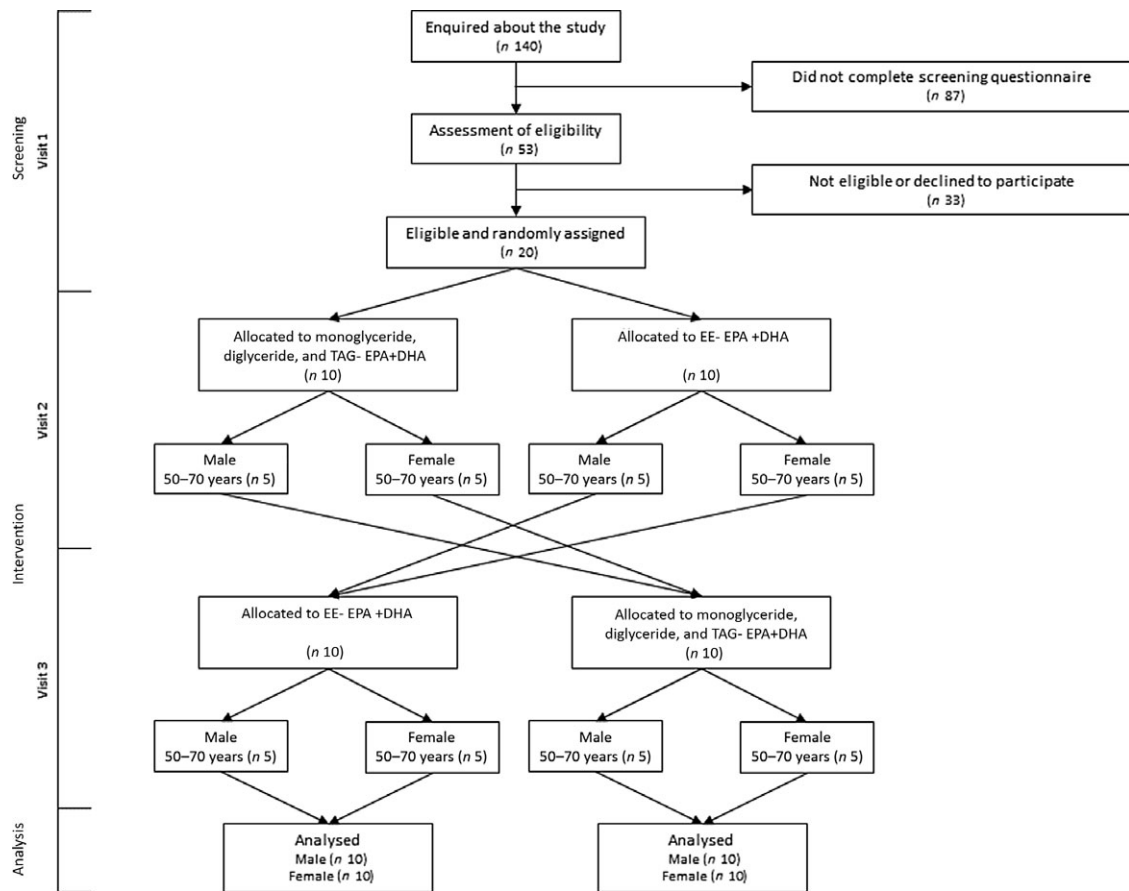 Enquired about the study
(n 140)
Did not complete screening questionnaire
(n 87)
Assessment of eligibility
(n 53)
Not eligible or declined to participate
(n 33)
Eligible and randomly assigned
(n 20)
Screening
Visit 1
Allocated to monoglyceride,
diglyceride, and TAG- EPA+DHA
(n 10)
Allocated to EE- EPA +DHA
(n 10)
Visit 2
Male
50–70 years (n 5)
Female
50–70 years (n 5)
Male
50–70 years (n 5)
Female
50–70 years (n 5)
Intervention
Allocated to EE- EPA +DHA
(n 10)
Allocated to monoglyceride,
diglyceride, and TAG- EPA+DHA
(n 10)
Visit 3
Male
50–70 years (n 5)
Female
50–70 years (n 5)
Male
50–70 years (n 5)
Female
50–70 years (n 5)
Analysis
Analysed
Male (n 10)
Female (n 10)
Analysed
Male (n 10)
Female (n 10)